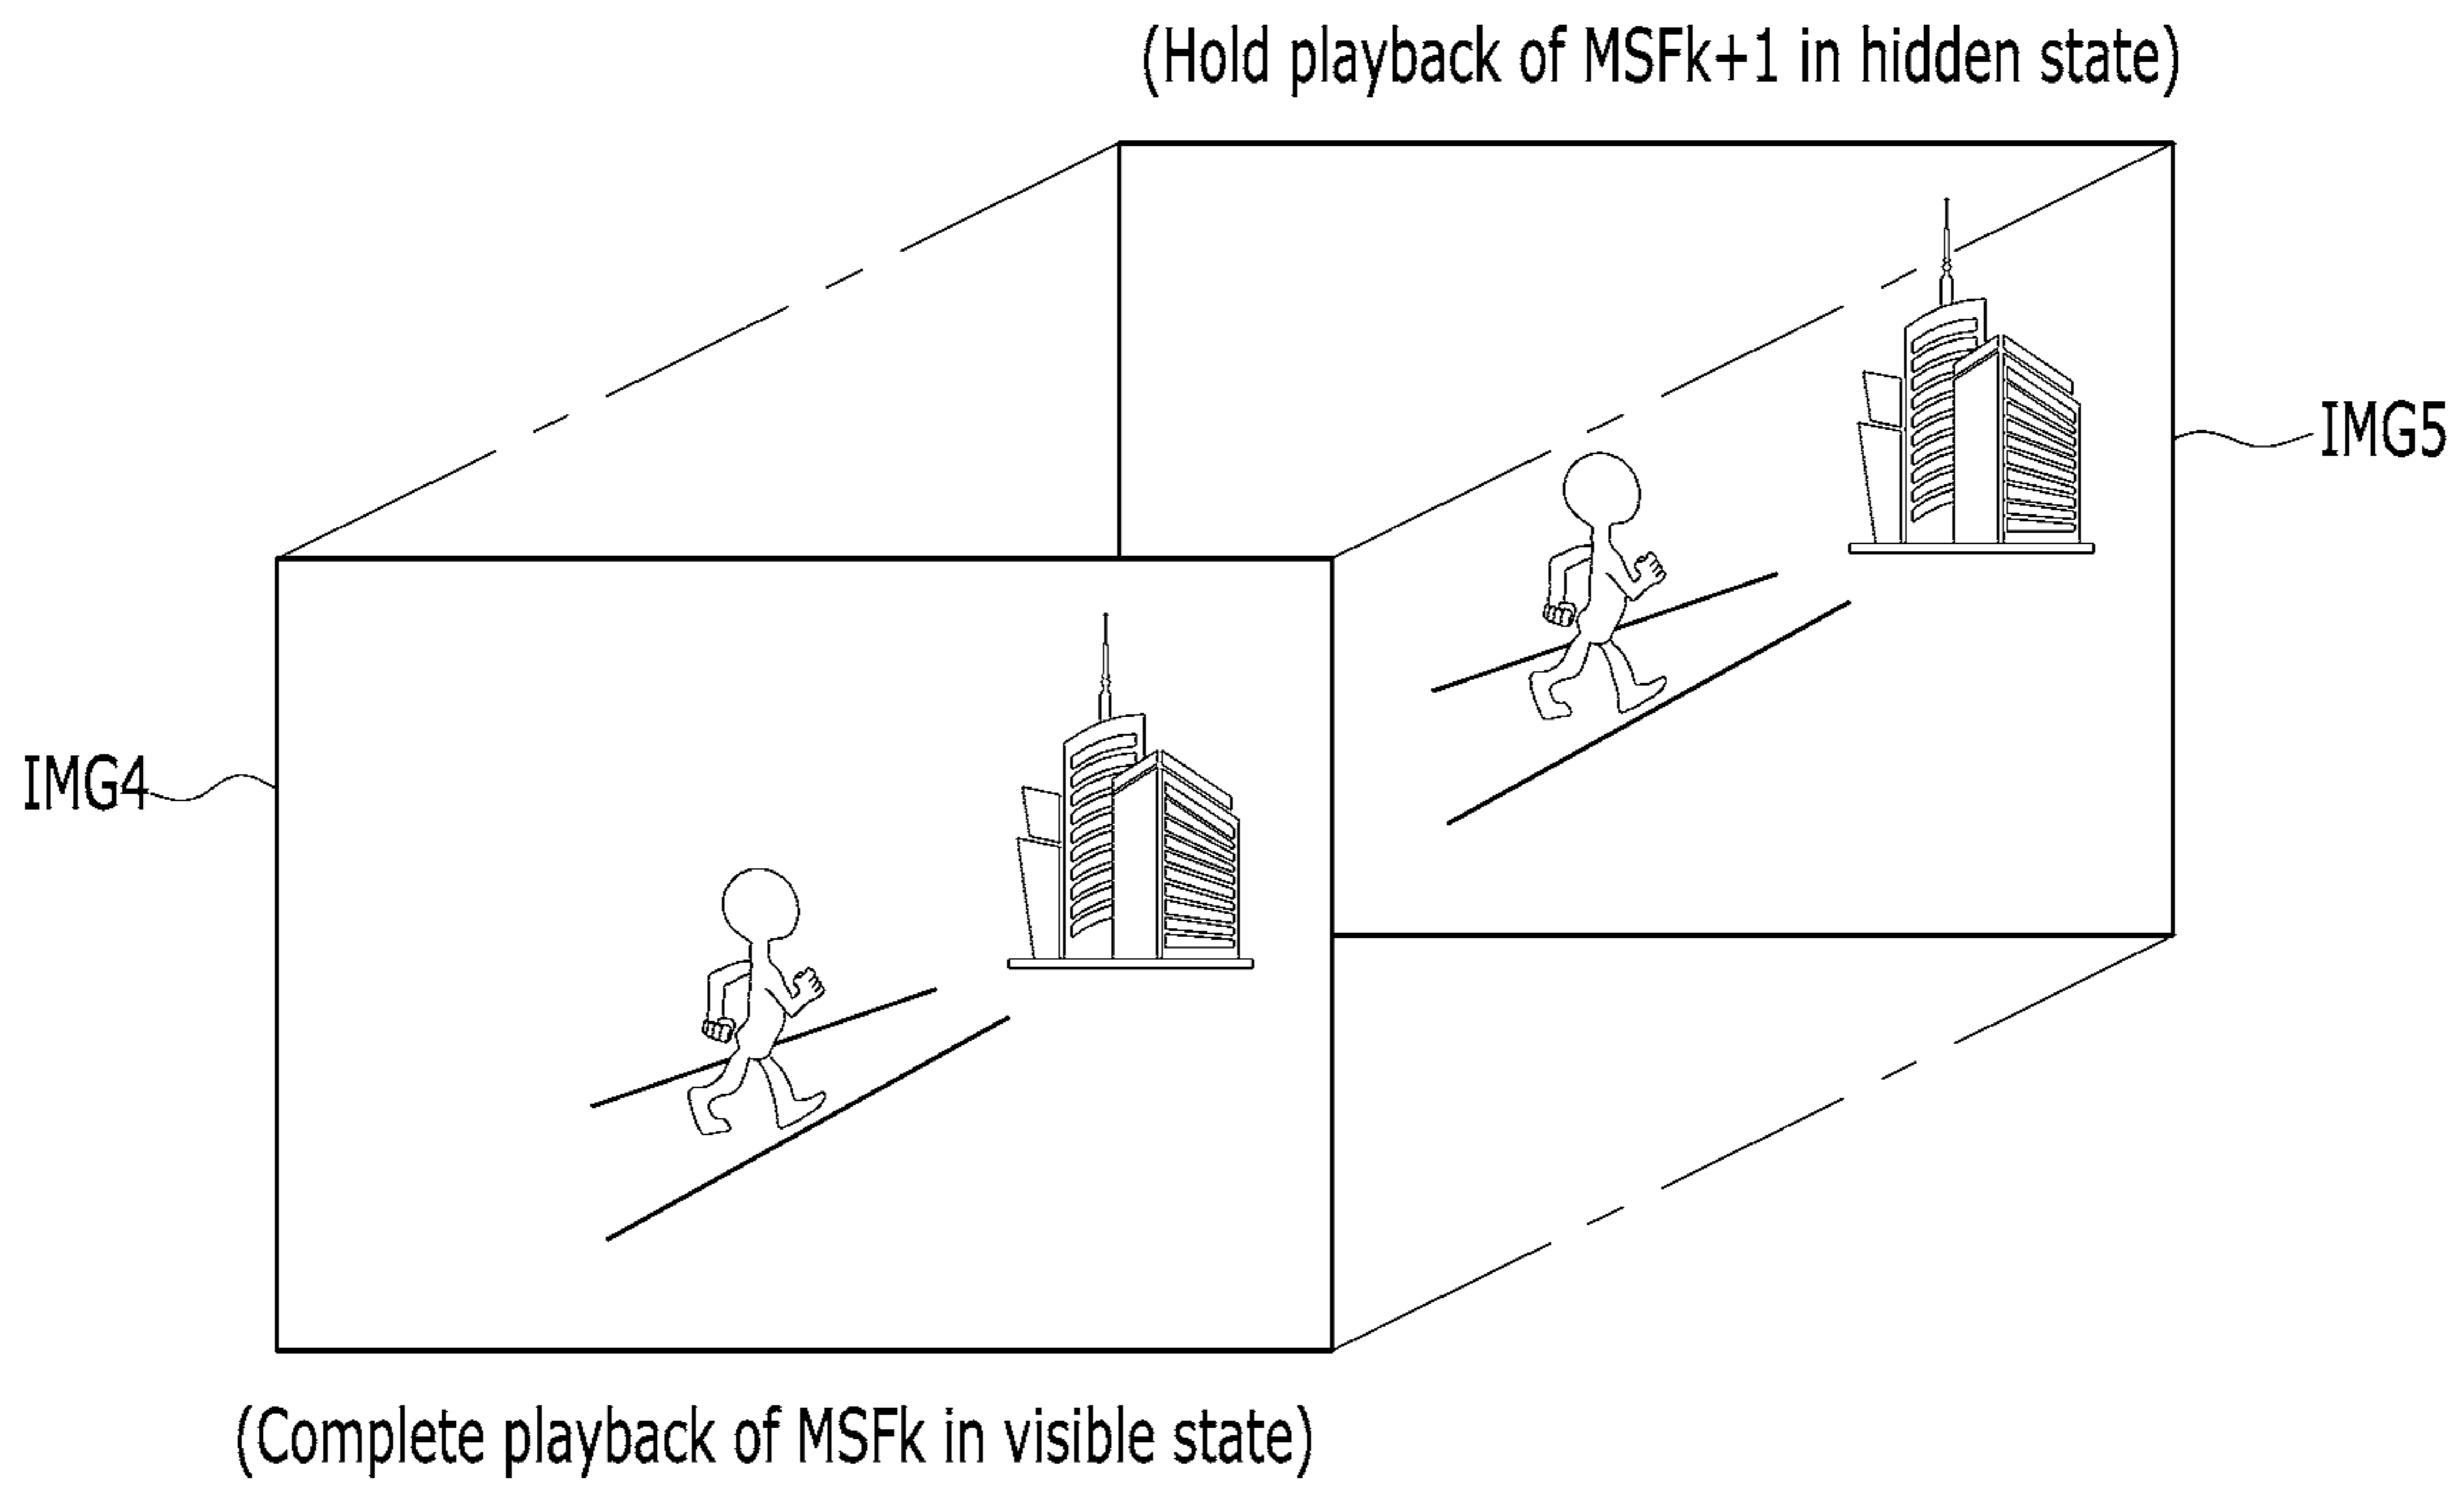 (Hold playback of MSFk+1 in hidden state)
IMG5
IMG4
(Complete playback of MSFk in visible state)